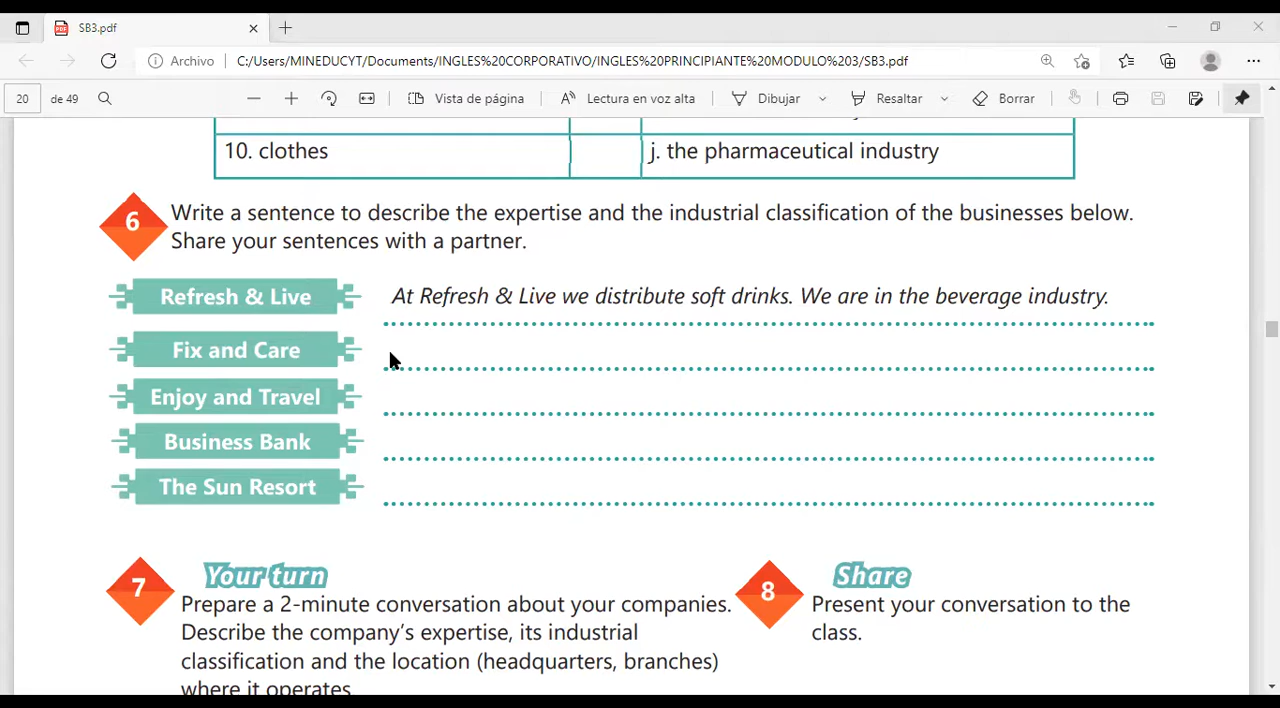 SB3.pdf
Archivo C:/Users/MINEDUCYT/Documents/INGLES%20CORPORATIVO/INGLES%20PRINCIPIANTE%20MODULO%203/SB3.pdf
20 de 49 Vista de página Lectura en voz alta Dibujar Resaltar Borrar
10. clothes j. the pharmaceutical industry
6 Write a sentence to describe the expertise and the industrial classification of the businesses below.
Share your sentences with a partner.
Refresh & Live At Refresh & Live we distribute soft drinks. We are in the beverage industry.
Fix and Care
Enjoy and Travel
Business Bank
The Sun Resort
7 Your turn
Prepare a 2-minute conversation about your companies.
Describe the company's expertise, its industrial
classification and the location (headquarters, branches)
where it operates
8 Share
Present your conversation to the
class.